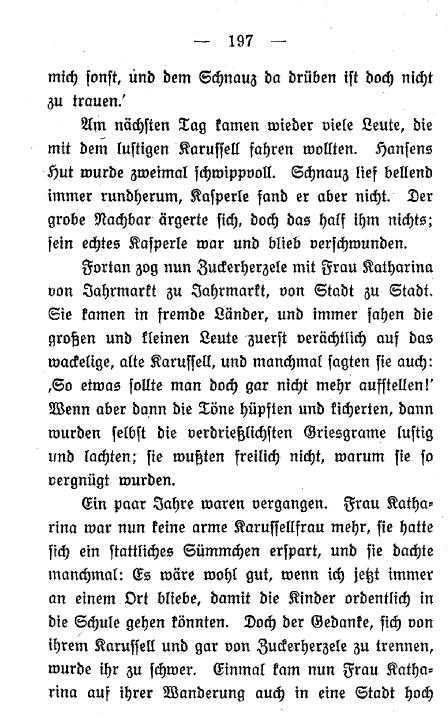 — 197 —
mich sonst, und dem Schnauz da drüben ist doch nicht
zu trauen.'
Am nächsten Tag kamen wieder viele Leute, die
mit dem lustigen Karussell fahren wollten. Hansens
Hut wurde zweimal schwippvoll. Schnauz lief bellend
immer rundherum, Kasperle fand er aber nicht. Der
grobe Nachbar ärgerte sich, doch das half ihm nichts;
sein echtes Kasperle war und blieb verschwunden.
Fortan zog nun Zuckerherzele mit Frau Katharina
von Jahrmarkt zu Jahrmarkt, von Stadt zu Stadt.
Sie kamen in fremde Länder, und immer sahen die
großen und kleinen Leute zuerst verächtlich auf das
wackelige, alte Karussell, und manchmal sagten sie auch:
‚So etwas sollte man doch gar nicht mehr aufstellen!'
Wenn aber dann die Töne hüpften und kicherten, dann
wurden selbst die verdrießlichsten Griesgrame lustig
und lachten; sie wußten freilich nicht, warum sie so
vergnügt wurden.
Ein paar Jahre waren vergangen. Frau Katha-
rina war nun keine arme Karussellfrau mehr, sie hatte
sich ein stattliches Sümmchen erspart, und sie dachte
manchmal: Es wäre wohl gut, wenn ich jetzt immer
an einem Ort bliebe, damit die Kinder ordentlich in
die Schule gehen könnten. Doch der Gedanke, sich von
ihrem Karussell und gar von Zuckerherzele zu trennen,
wurde ihr zu schwer. Einmal kam nun Frau Katha-
rina auf ihrer Wanderung auch in eine Stadt hoch